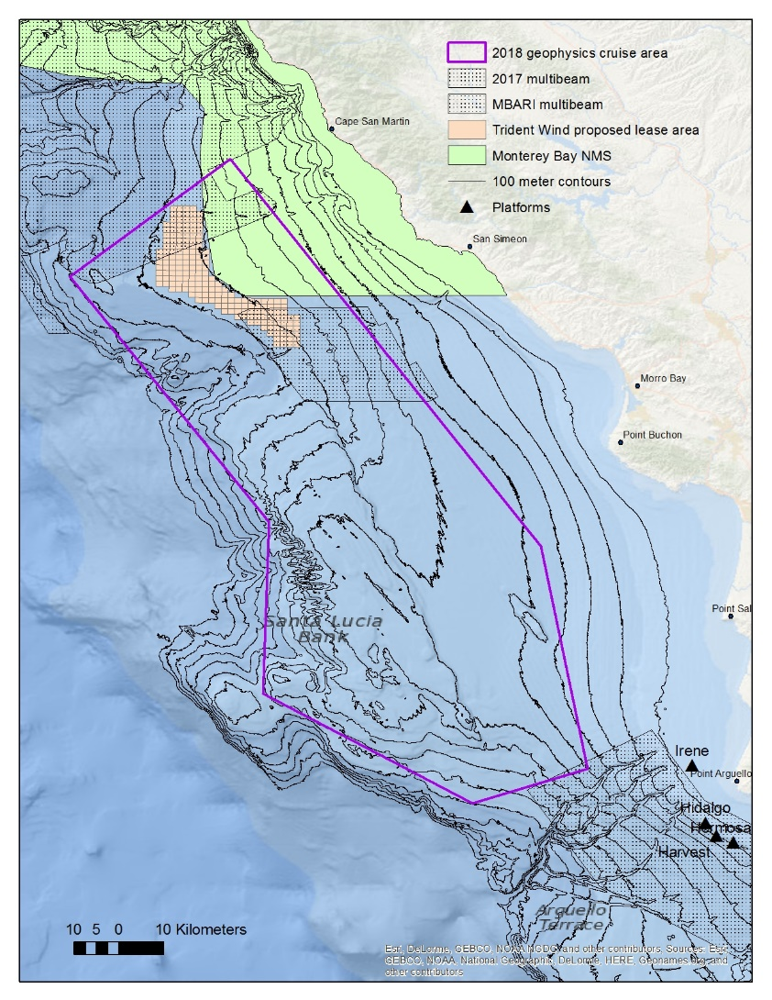 2018 geophysics cruise area
2017 multibeam
MBARI multibeam
Trident Wind proposed lease area
Monterey Bay NMS
100 meter contours
Platforms
Cape San Martin
San Simeon
Morro Bay
Point Buchon
Point Sal
Santa Lucia
Bank
Irene
Point Arguello
Hidalgo
Hermosa
Harvest
Arguello
Terrace
10 5 0 10 Kilometers
Esri, DeLorme, GEBCO, NOAA NGDC, and other contributors, Sources: Esri,
GEBCO, NOAA, National Geographic, DeLorme, HERE, Geonames.org, and
other contributors